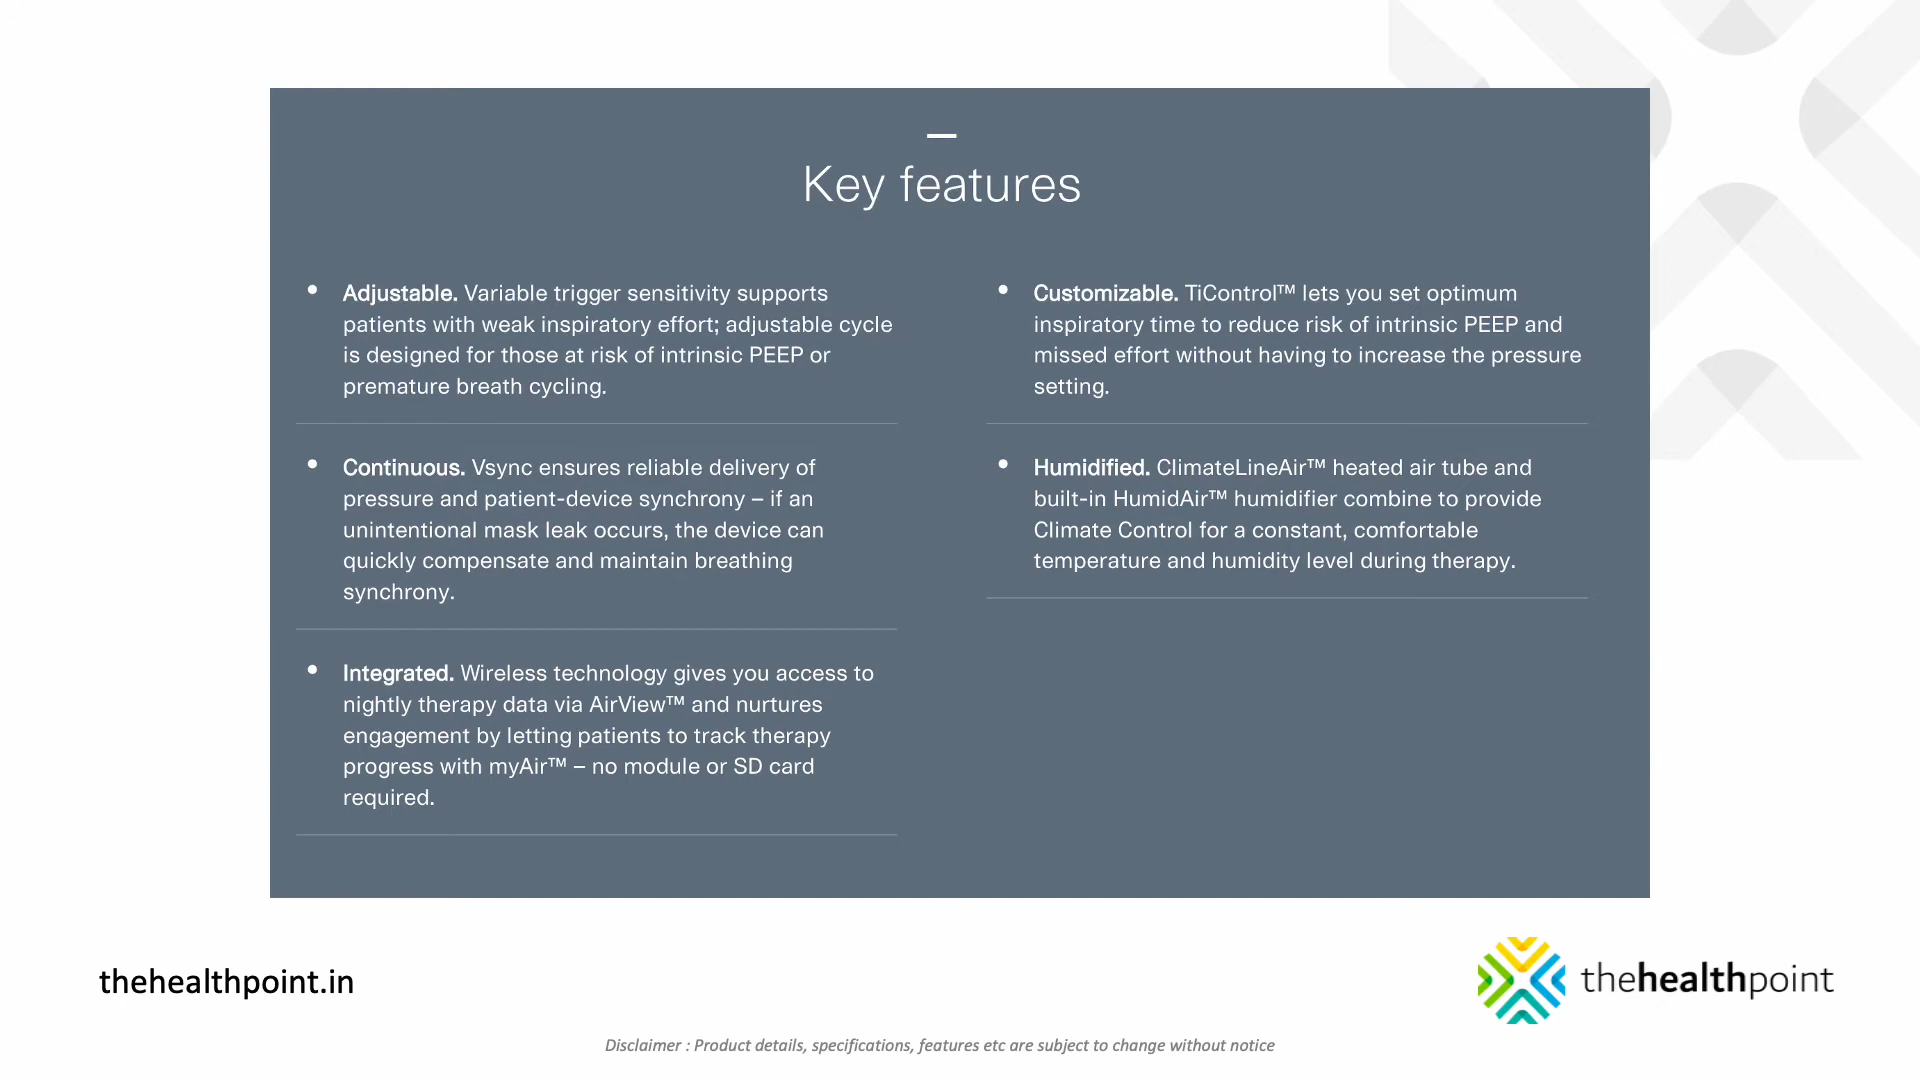 Key features
• Adjustable. Variable trigger sensitivity supports
patients with weak inspiratory effort; adjustable cycle
is designed for those at risk of intrinsic PEEP or
premature breath cycling.
• Continuous. Vsync ensures reliable delivery of
pressure and patient-device synchrony – if an
unintentional mask leak occurs, the device can
quickly compensate and maintain breathing
synchrony.
• Integrated. Wireless technology gives you access to
nightly therapy data via AirView™ and nurtures
engagement by letting patients to track therapy
progress with myAir™ – no module or SD card
required.
• Customizable. TiControl™ lets you set optimum
inspiratory time to reduce risk of intrinsic PEEP and
missed effort without having to increase the pressure
setting.
• Humidified. ClimateLineAir™ heated air tube and
built-in HumidAir™ humidifier combine to provide
Climate Control for a constant, comfortable
temperature and humidity level during therapy.
thehealthpoint.in
thehealthpoint
Disclaimer : Product details, specifications, features etc are subject to change without notice